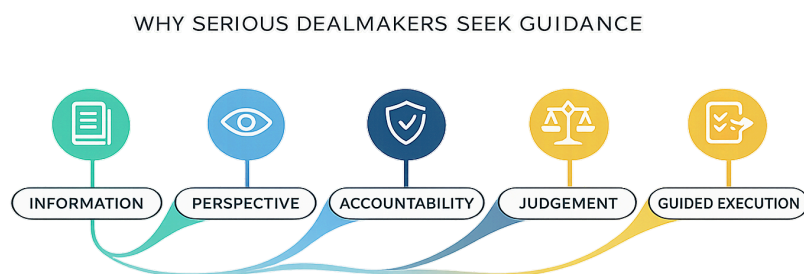 WHY SERIOUS DEALMAKERS SEEK GUIDANCE
INFORMATION
PERSPECTIVE
ACCOUNTABILITY
JUDGEMENT
GUIDED EXECUTION